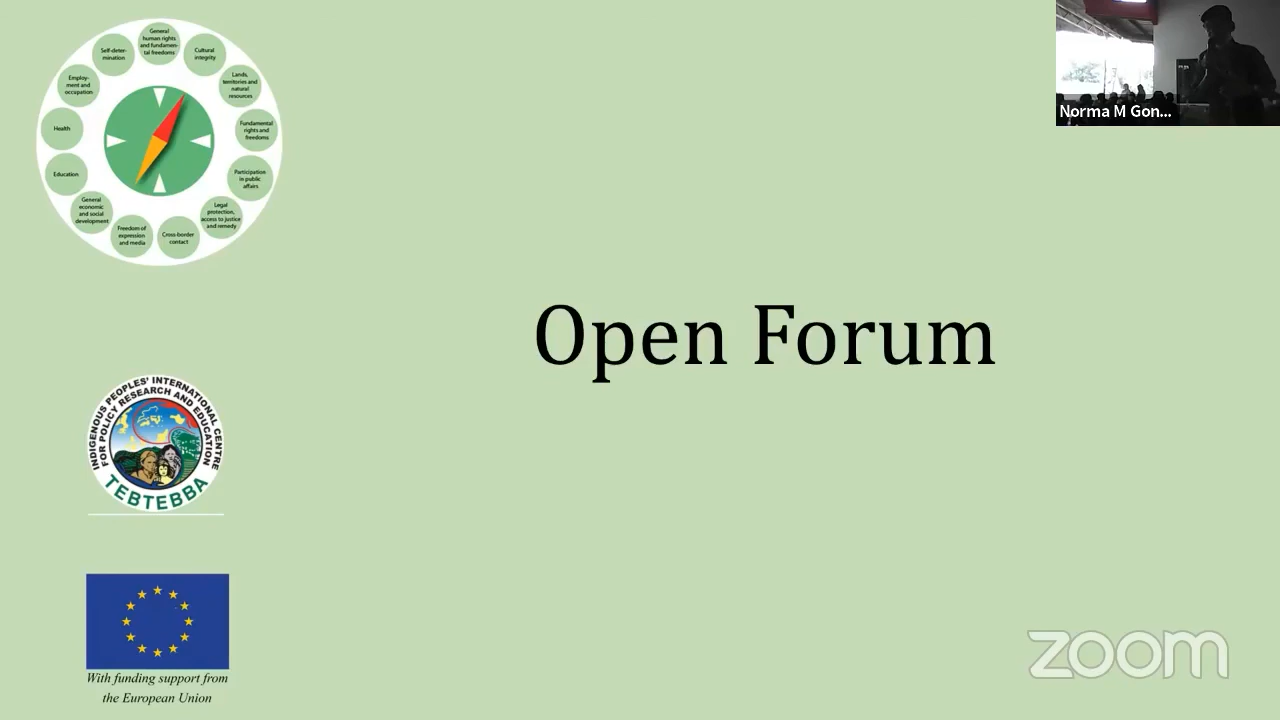 General
human rights
and fundamen-
tal freedoms
Cultural
integrity
Lands,
territories and
natural
resources
Fundamental
rights and
freedoms
Participation
in public
affairs
Legal
protection,
access to justice
and remedy
Cross-border
contact
Freedom of
expression
and media
General
economic
and social
development
Education
Health
Employ-
ment and
occupation
Self-deter-
mination
Norma M Gon...
Open Forum
INDIGENOUS PEOPLES' INTERNATIONAL CENTRE
FOR POLICY RESEARCH AND EDUCATION
TEBTEBBA
With funding support from
the European Union
zoom